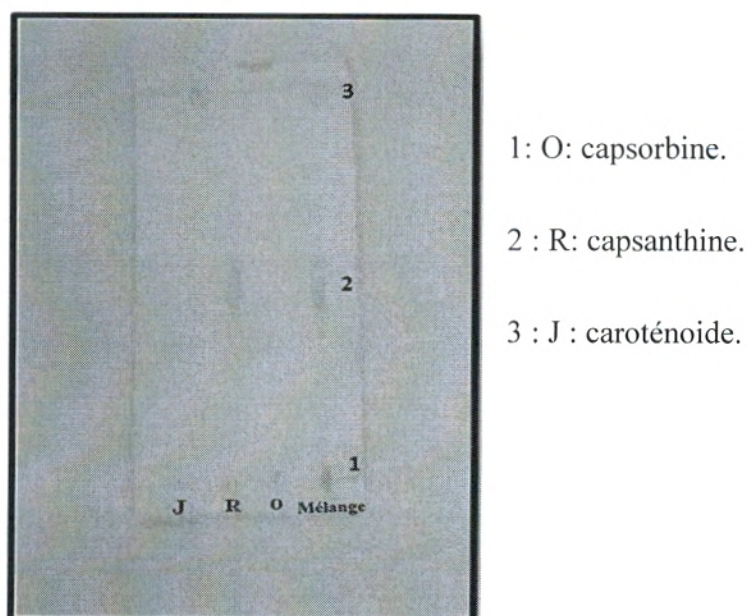 3
1: O: capsorbine.
2 : R: capsanthine.
2
3 : J : caroténoide.
1
J R O Mélange